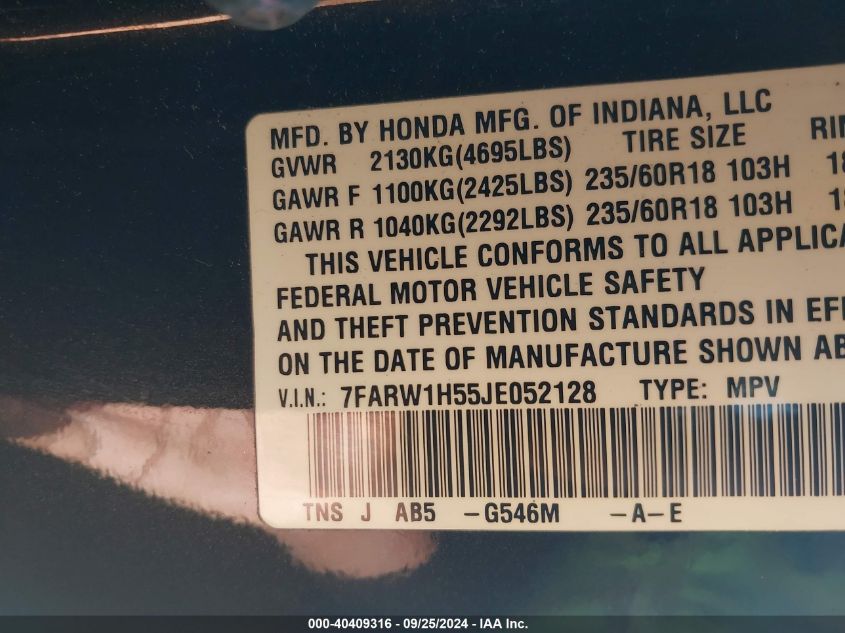 MFD. BY HONDA MFG. OF INDIANA, LLC
GVWR 2130KG(4695LBS) TIRE SIZE
GAWR F 1100KG(2425LBS) 235/60R18 103H
GAWR R 1040KG(2292LBS) 235/60R18 103H
THIS VEHICLE CONFORMS TO ALL
FEDERAL MOTOR VEHICLE SAFETY
AND THEFT PREVENTION STANDARDS IN
ON THE DATE OF MANUFACTURE SHOWN
V.I.N.: 7FARW1H55JE052128 TYPE: MPV
TNS J AB5 -G546M -A-E
000-40409316 - 09/25/2024 - IAA Inc.